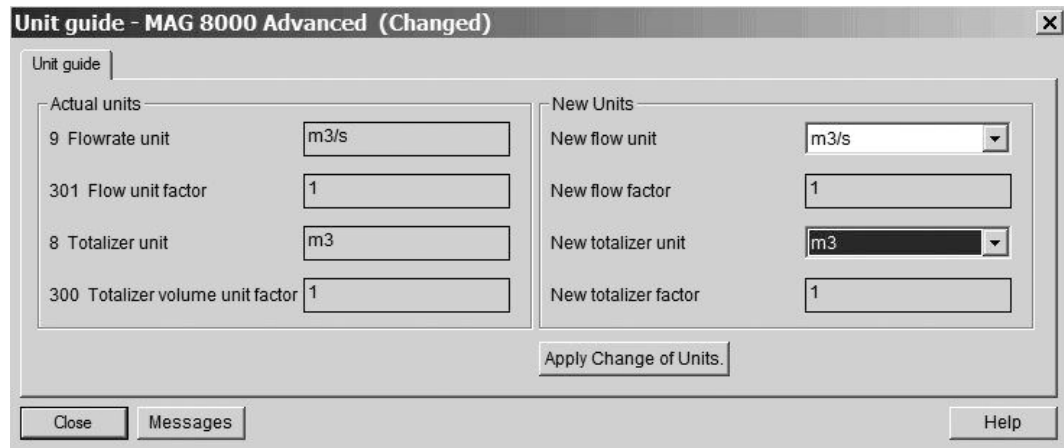 Unit guide - MAG 8000 Advanced (Changed)
Unit guide
Actual units
9 Flowrate unit m3/s
301 Flow unit factor 1
8 Totalizer unit m3
300 Totalizer volume unit factor 1
New Units
New flow unit m3/s
New flow factor 1
New totalizer unit m3
New totalizer factor 1
Apply Change of Units.
Close Messages Help